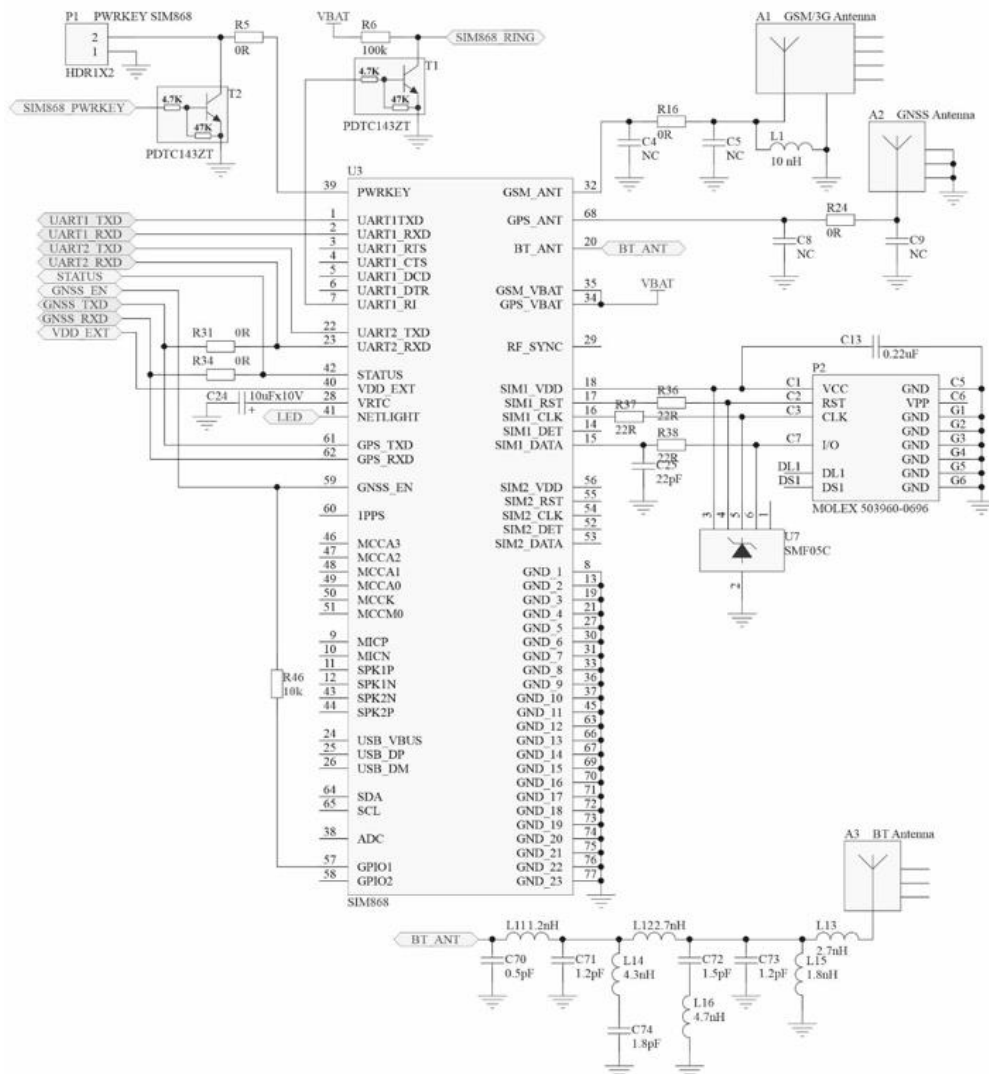 P1 PWRKEY SIM868
2
1
HDR1X2
R5
0R
VBAT
R6
100k
SIM868_RING
T1
4.7K
47K
PDTC143ZT
SIM868_PWRKEY
T2
4.7K
47K
PDTC143ZT
A1 GSM/3G Antenna
R16
0R
C4
NC
C5
NC
L1
10 nH
A2 GNSS Antenna
R24
0R
C8
NC
C9
NC
U3
39 PWRKEY
1 UART1TXD
2 UART1_RXD
3 UART1_RTS
4 UART1_CTS
5 UART1_DCD
6 UART1_DTR
7 UART1_RI
22 UART2_TXD
23 UART2_RXD
42 STATUS
40 VDD_EXT
28 VRTC
41 NETLIGHT
61 GPS_TXD
62 GPS_RXD
59 GNSS_EN
60 1PPS
46 MCCA3
47 MCCA2
48 MCCA1
49 MCCA0
50 MCCK
51 MCCM0
9 MICP
10 MICN
11 SPK1P
12 SPK1N
43 SPK2N
44 SPK2P
24 USB_VBUS
25 USB_DP
26 USB_DM
64 SDA
65 SCL
38 ADC
57 GPIO1
58 GPIO2
SIM868
UART1_TXD
UART1_RXD
UART2_TXD
UART2_RXD
STATUS
GNSS_EN
GNSS_TXD
GNSS_RXD
VDD_EXT
R31 0R
R34 0R
C24 10uFx10V
+
LED
R46
10k
GSM_ANT 32
GPS_ANT 68
BT_ANT 20
BT_ANT
GSM_VBAT 35
GPS_VBAT 34
VBAT
RF_SYNC 29
SIM1_VDD 18
SIM1_RST 17
SIM1_CLK 16
SIM1_DET 14
SIM1_DATA 15
SIM2_VDD 56
SIM2_RST 55
SIM2_CLK 54
SIM2_DET 52
SIM2_DATA 53
GND_1 8
GND_2 13
GND_3 19
GND_4 21
GND_5 27
GND_6 30
GND_7 31
GND_8 33
GND_9 36
GND_10 37
GND_11 45
GND_12 63
GND_13 66
GND_14 67
GND_15 69
GND_16 70
GND_17 71
GND_18 72
GND_19 73
GND_20 74
GND_21 75
GND_22 76
GND_23 77
R36
22R
R37
22R
R38
22R
C25
22pF
C13
0.22uF
P2
C1 VCC GND C5
C2 RST VPP C6
C3 CLK GND G1
GND G2
C7 I/O GND G3
GND G4
DL1 DL1 GND G5
DS1 DS1 GND G6
MOLEX 503960-0696
3 4 5 6 1
U7
SMF05C
2
A3 BT Antenna
BT_ANT
L111.2nH
L122.7nH
L13
2.7nH
C70
0.5pF
C71
1.2pF
L14
4.3nH
C72
1.5pF
C73
1.2pF
L15
1.8nH
C74
1.8pF
L16
4.7nH